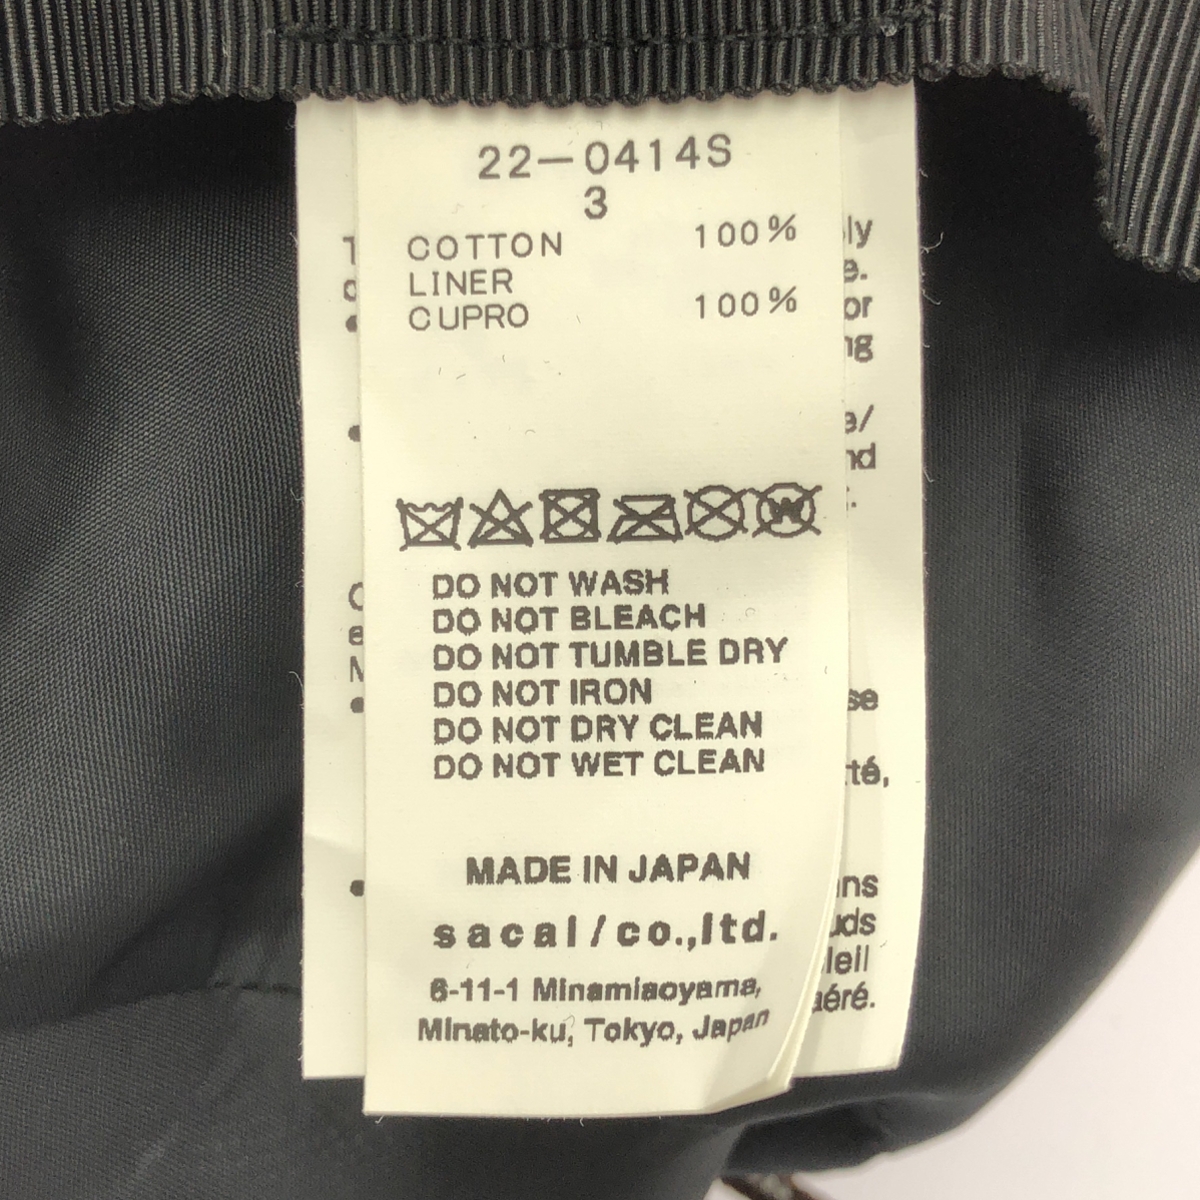 22-0414S
3
COTTON 100%
LINER
CUPRO 100%
W
DO NOT WASH
DO NOT BLEACH
DO NOT TUMBLE DRY
DO NOT IRON
DO NOT DRY CLEAN
DO NOT WET CLEAN
MADE IN JAPAN
sacai/co.,ltd.
6-11-1 Minamiaoyama,
Minato-ku, Tokyo, Japan